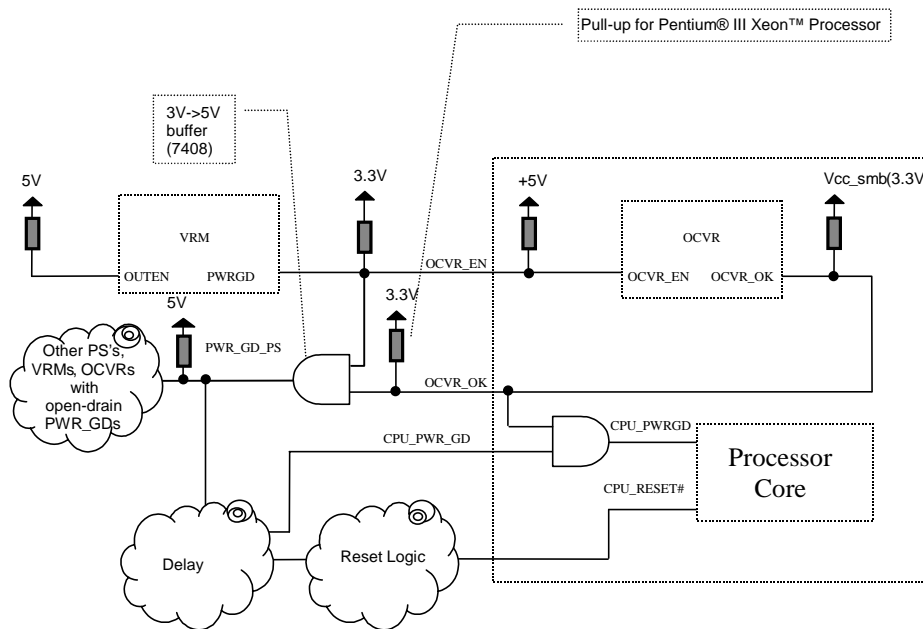 Pull-up for Pentium® III Xeon™ Processor
3V->5V
buffer
(7408)
5V
3.3V
+5V
Vcc_smb(3.3V
VRM
OCVR
OUTEN
PWRGD
OCVR_EN
OCVR_EN
OCVR_OK
5V
3.3V
PWR_GD_PS
Other PS's,
VRMs, OCVRs
with
open-drain
PWR_GDs
OCVR_OK
CPU_PWRGD
CPU_PWR_GD
Processor
Core
CPU_RESET#
Delay
Reset Logic